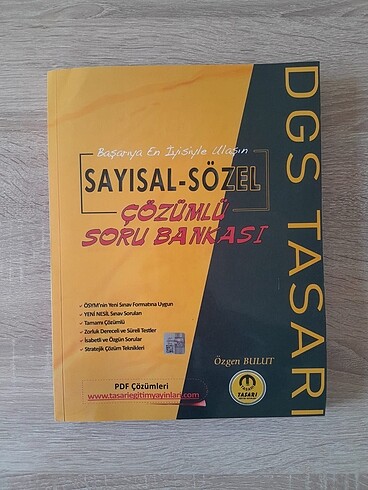 Başarıya En İyisiyle Ulaşın
SAYISAL-SÖZEL
ÇÖZÜMLÜ
SORU BANKASI
DGS TASARI
ÖSYM'nin Yeni Sınav Formatına Uygun
YENİ NESİL Sınav Soruları
Tamamı Çözümlü
Zorluk Dereceli ve Süreli Testler
İsabetli ve Özgün Sorular
Stratejik Çözüm Teknikleri
Özgen BULUT
PDF Çözümleri
www.tasariegitimyayinlari.com
TASARI